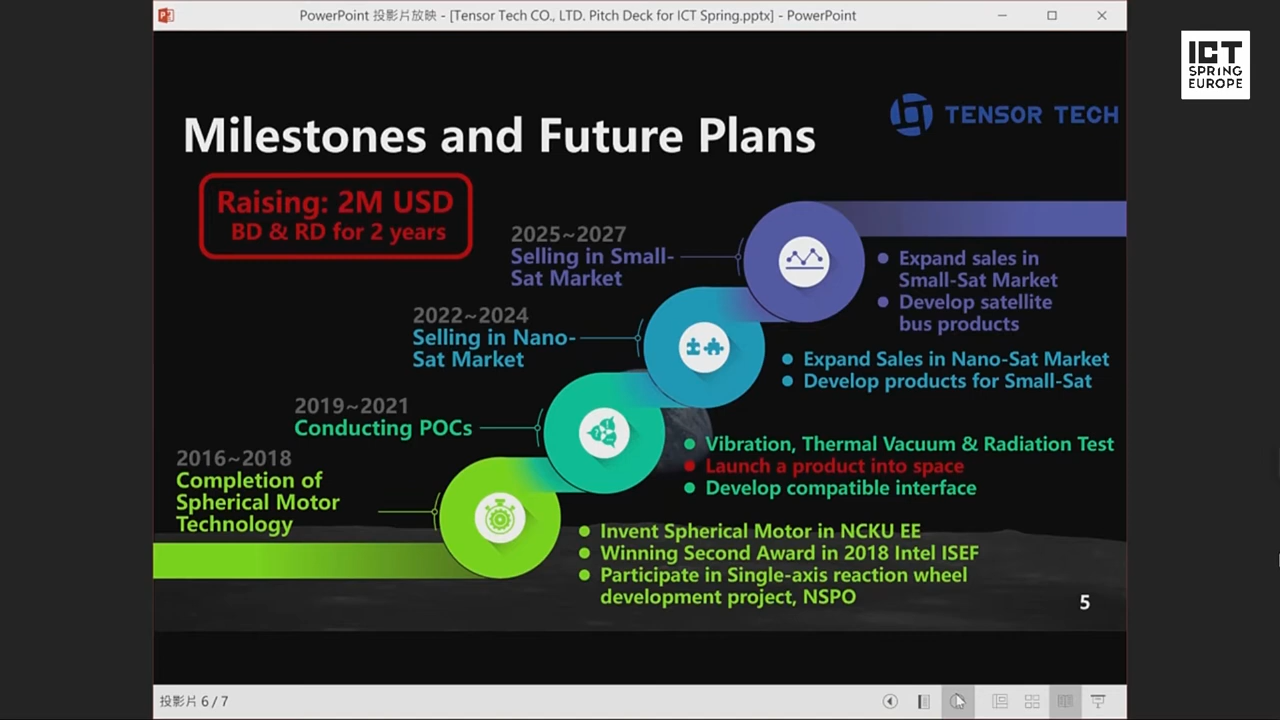 PowerPoint 投影片放映 - [Tensor Tech CO., LTD. Pitch Deck for ICT Spring.pptx] - PowerPoint
ICT
SPRING
EUROPE
TENSOR TECH
Milestones and Future Plans
Raising: 2M USD
BD & RD for 2 years
2025~2027
Selling in Small-
Sat Market
Expand sales in
Small-Sat Market
Develop satellite
bus products
2022~2024
Selling in Nano-
Sat Market
Expand Sales in Nano-Sat Market
Develop products for Small-Sat
2019~2021
Conducting POCs
Vibration, Thermal Vacuum & Radiation Test
Launch a product into space
Develop compatible interface
2016~2018
Completion of
Spherical Motor
Technology
Invent Spherical Motor in NCKU EE
Winning Second Award in 2018 Intel ISEF
Participate in Single-axis reaction wheel
development project, NSPO
5
投影片 6 / 7